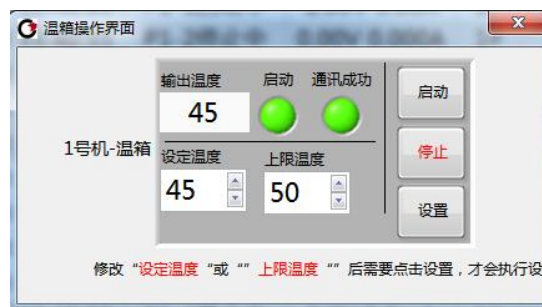 温箱操作界面
输出温度 启动 通讯成功
45
1号机-温箱
设定温度 上限温度
45 50
启动
停止
设置
修改 “设定温度 “或 “” 上限温度 “” 后需要点击设置，才会执行设